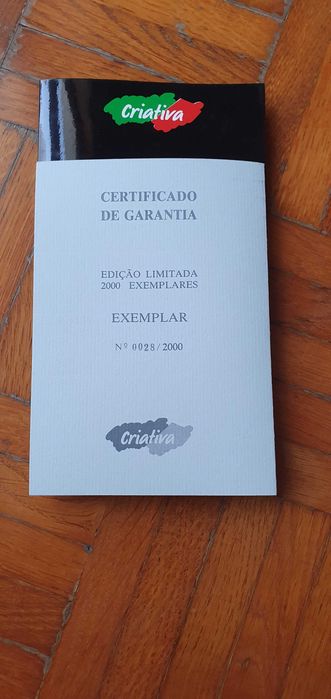 Criativa
CERTIFICADO
DE GARANTIA
EDIÇÃO LIMITADA
2000 EXEMPLARES
EXEMPLAR
Nº 0028/2000
Criativa